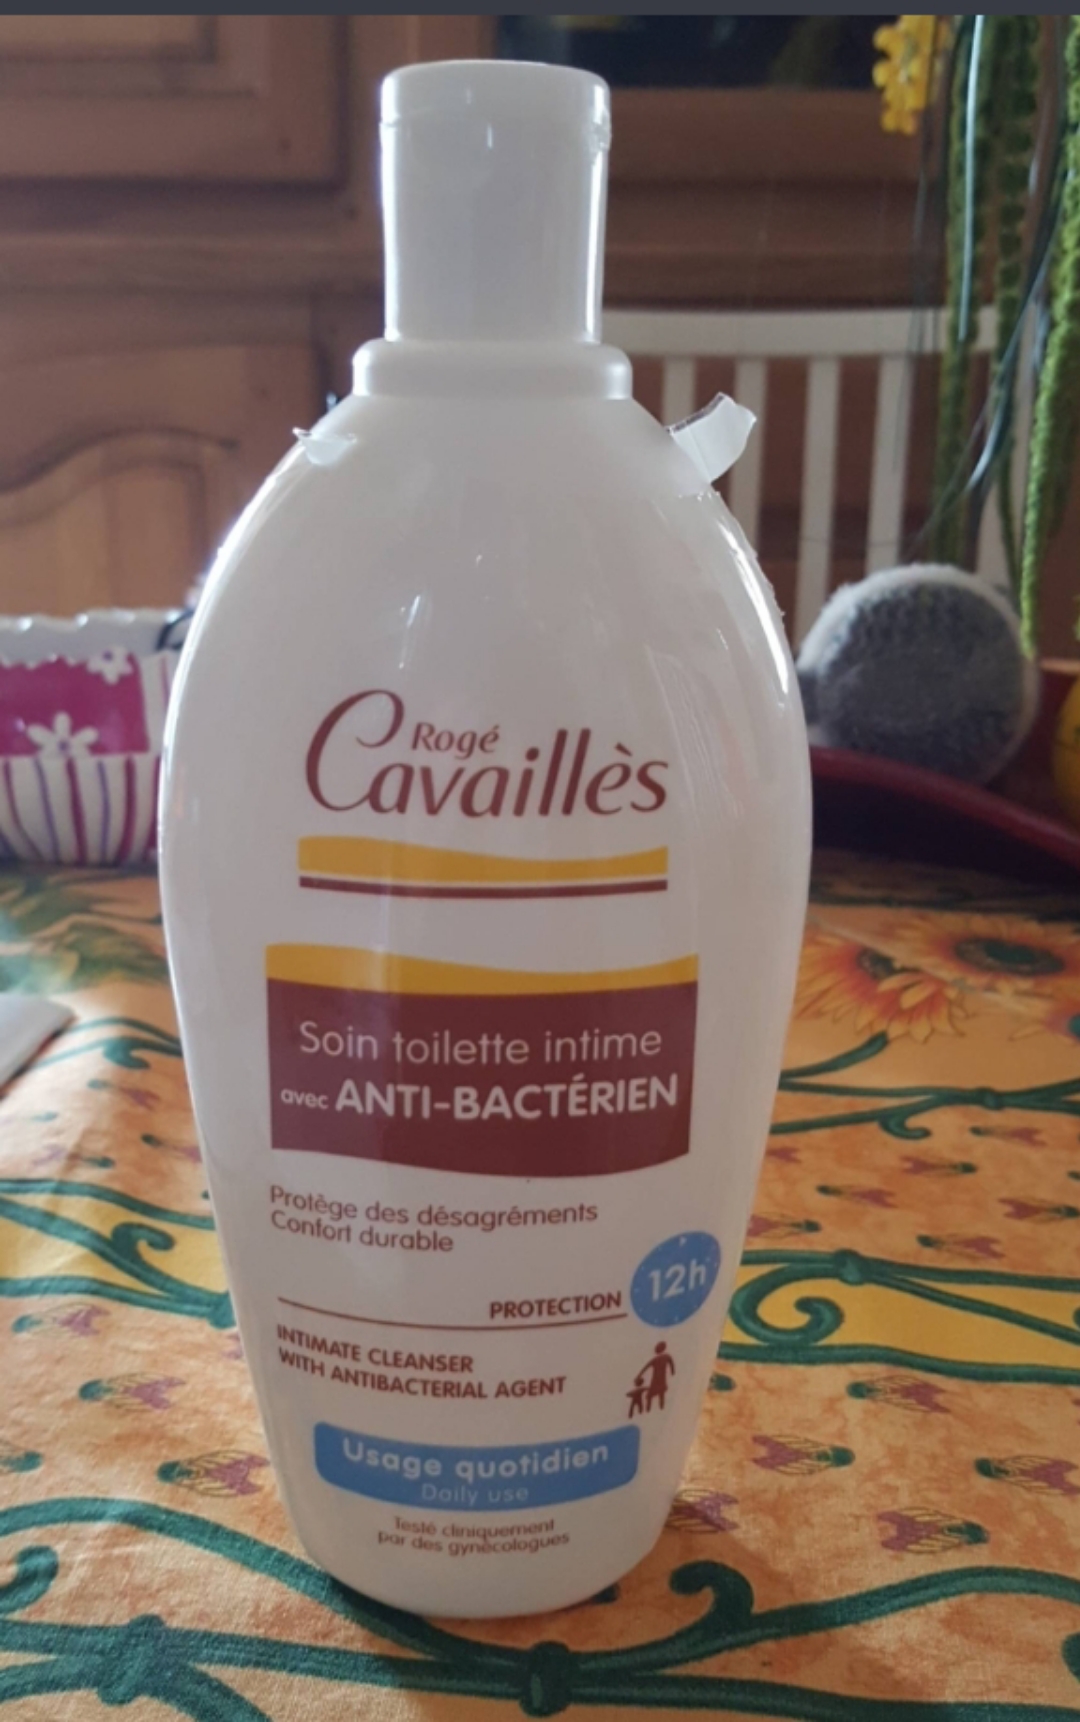 Rogé
Cavaillès
Soin toilette intime
avec ANTI-BACTÉRIEN
Protège des désagréments
Confort durable
12h
PROTECTION
INTIMATE CLEANSER
WITH ANTIBACTERIAL AGENT
Usage quotidien
Daily use
Testé cliniquement
par des gynécologues